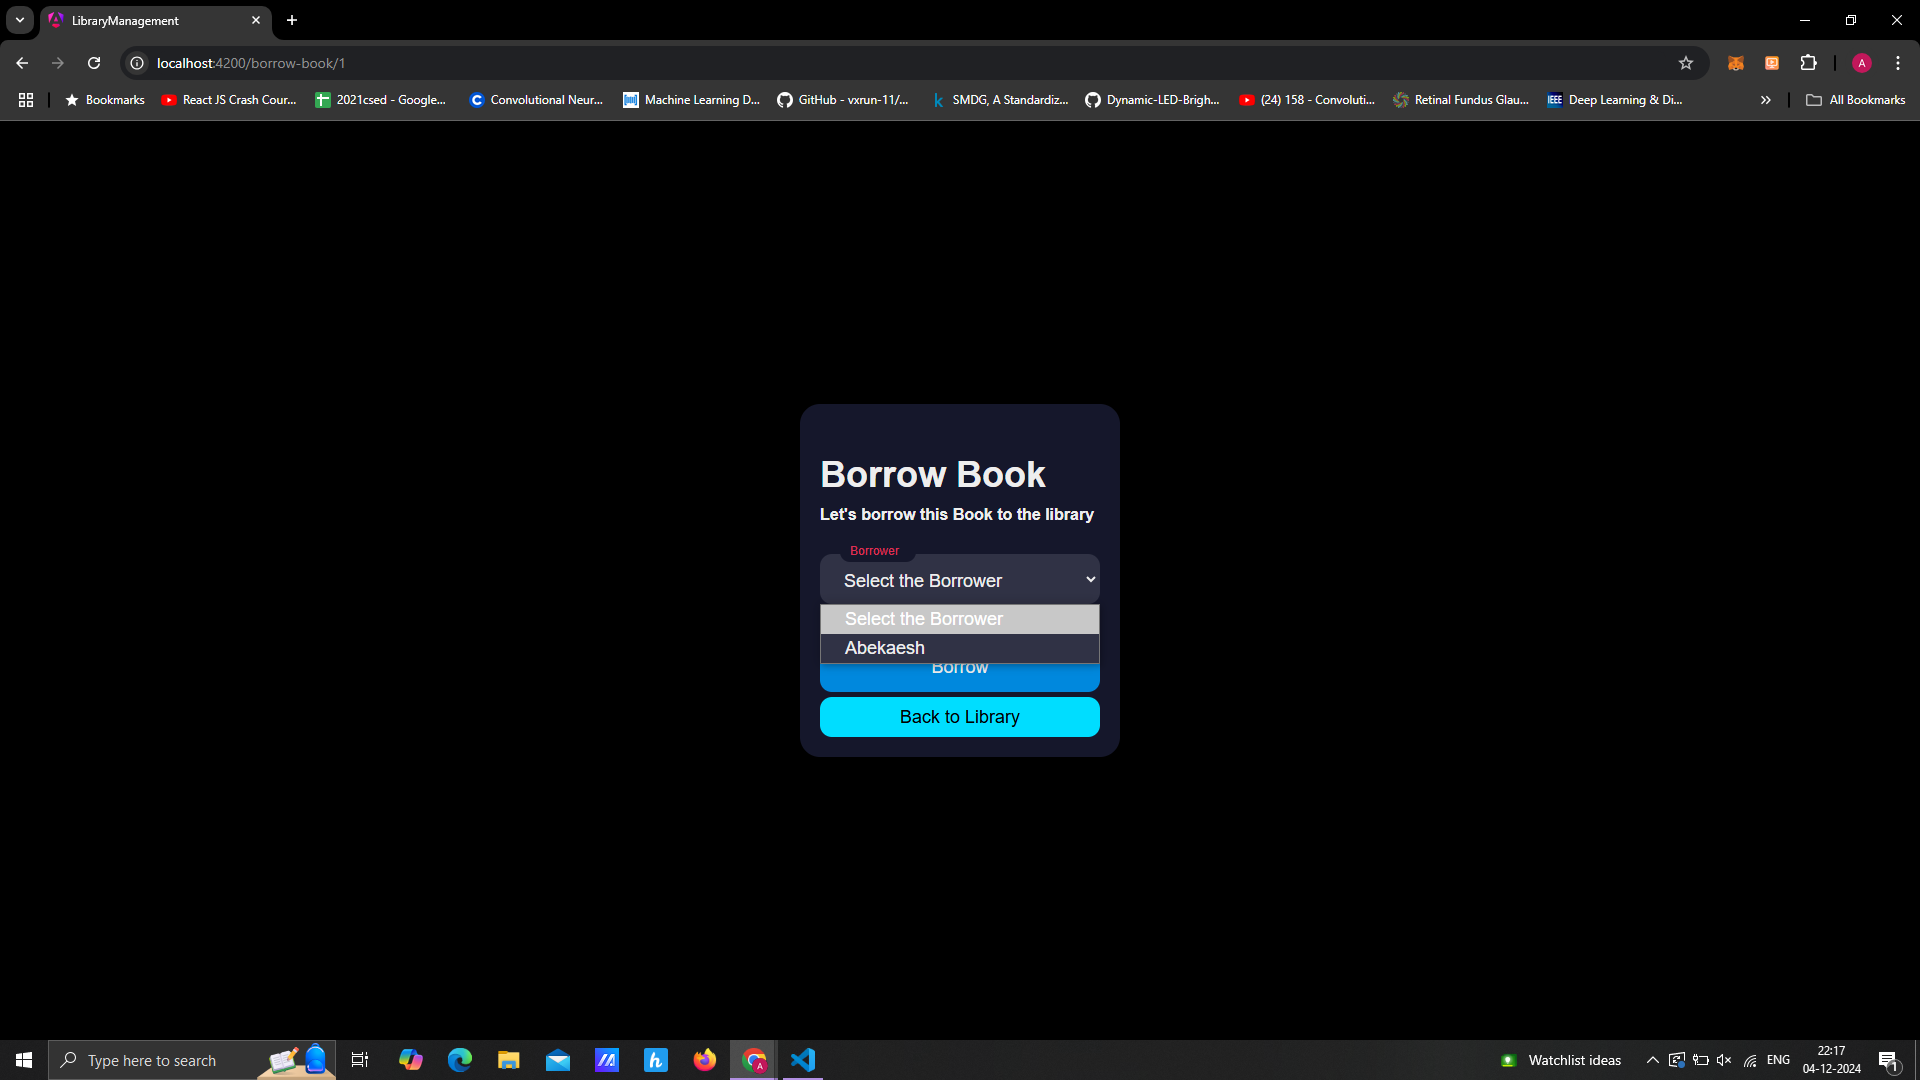 LibraryManagement
localhost:4200/borrow-book/1
Bookmarks
React JS Crash Cour...
2021csed - Google...
Convolutional Neur...
Machine Learning D...
GitHub - vxrun-11/...
SMDG, A Standardiz...
Dynamic-LED-Brigh...
(24) 158 - Convoluti...
Retinal Fundus Glau...
IEEE
Deep Learning & Di...
All Bookmarks
A
Borrow Book
Let's borrow this Book to the library
Borrower
Select the Borrower
Select the Borrower
Abekaesh
Borrow
Back to Library
Type here to search
Watchlist ideas
ENG
22:17
04-12-2024
1